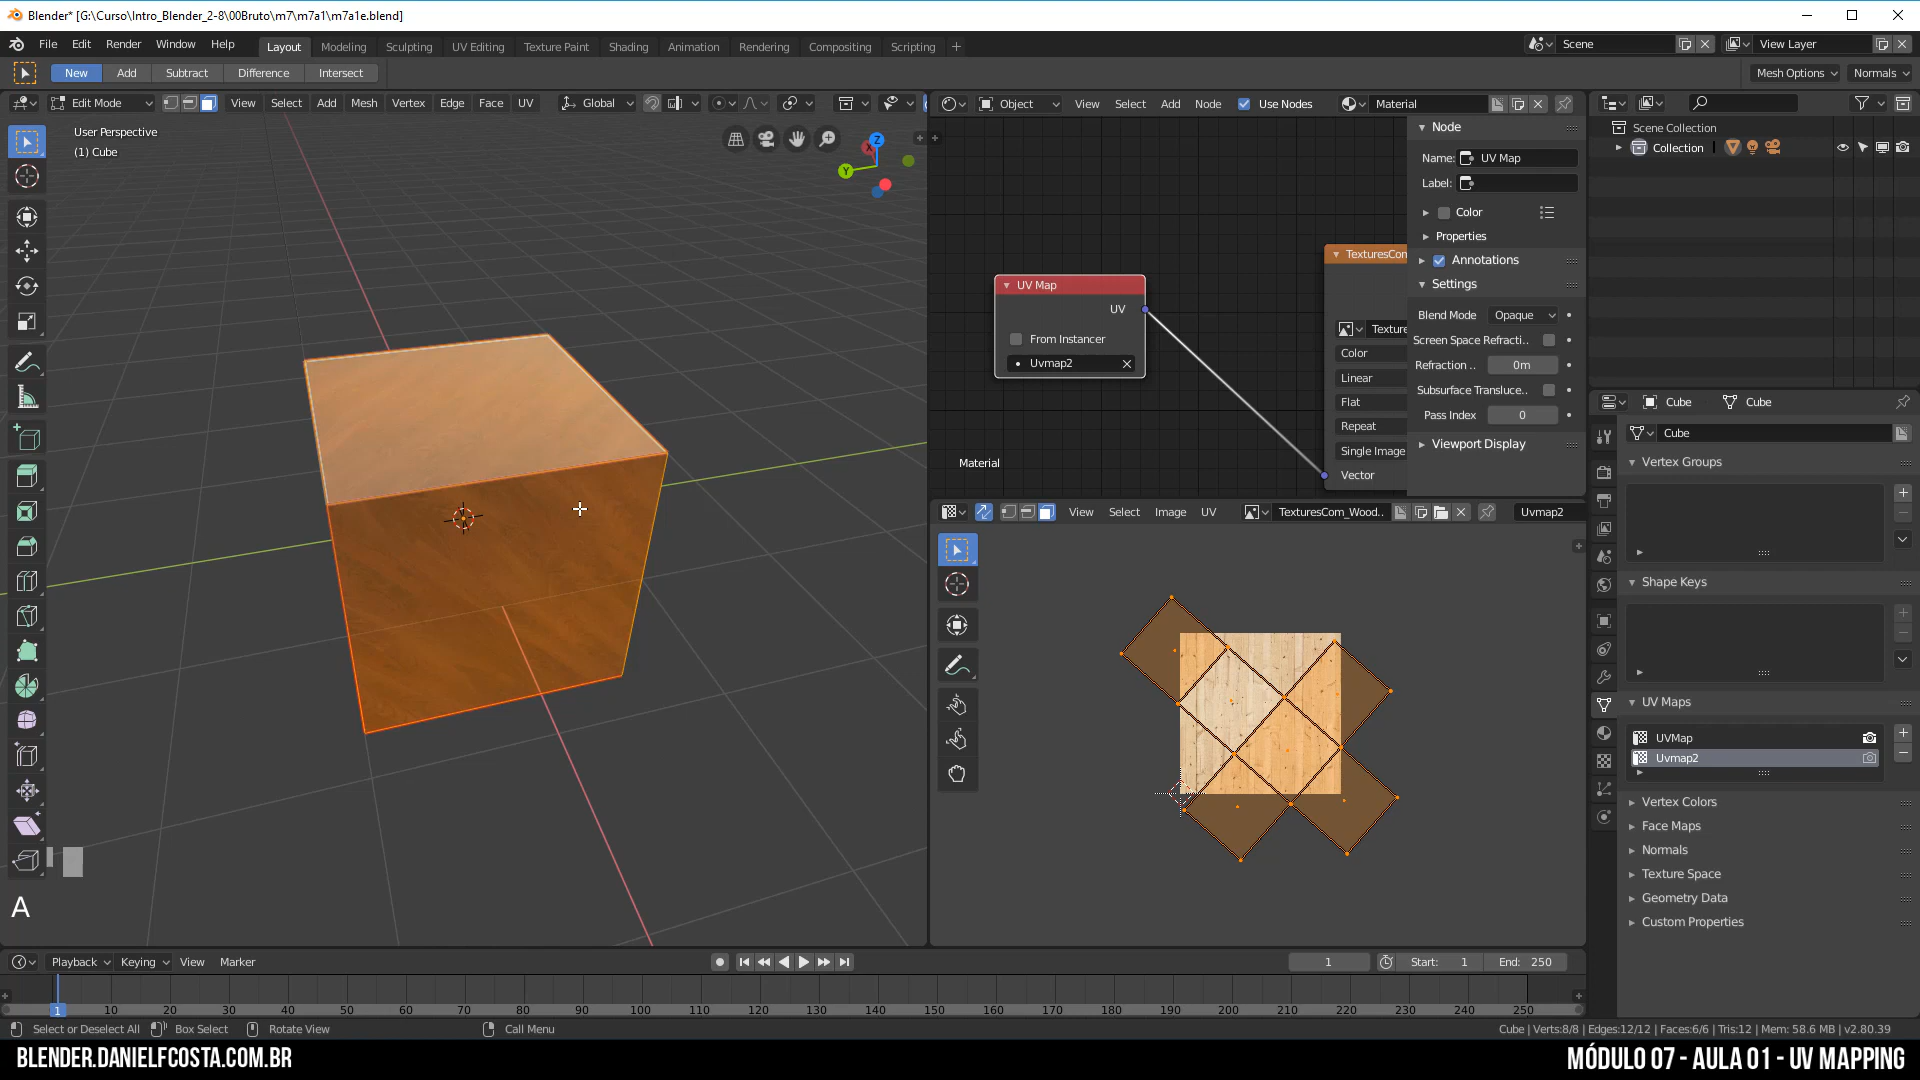 Blender* [G:\Curso\Intro_Blender_2-8\00Bruto\m7\m7a1\m7a1e.blend]
File Edit Render Window Help Layout Modeling Sculpting UV Editing Texture Paint Shading Animation Rendering Compositing Scripting + Scene View Layer
New Add Subtract Difference Intersect Mesh Options Normals
Edit Mode View Select Add Mesh Vertex Edge Face UV Global Object View Select Add Node Use Nodes Material
User Perspective
(1) Cube
Z
X
Y
UV Map
UV
From Instancer
Uvmap2
Material
TexturesCom
Texture
Color
Linear
Flat
Repeat
Single Image
Vector
Node
Name: UV Map
Label:
Color
Properties
Annotations
Settings
Blend Mode Opaque
Screen Space Refracti..
Refraction .. 0m
Subsurface Transluce..
Pass Index 0
Viewport Display
View Select Image UV TexturesCom_Wood.. Uvmap2
Scene Collection
Collection
Cube Cube
Cube
Vertex Groups
Shape Keys
UV Maps
UVMap
Uvmap2
Vertex Colors
Face Maps
Normals
Texture Space
Geometry Data
Custom Properties
A
Playback Keying View Marker 1 Start: 1 End: 250
1 10 20 30 40 50 60 70 80 90 100 110 120 130 140 150 160 170 180 190 200 210 220 230 240 250
Select or Deselect All Box Select Rotate View Call Menu Cube | Verts:8/8 | Edges:12/12 | Faces:6/6 | Tris:12 | Mem: 58.6 MB | v2.80.39
BLENDER.DANIELFCOSTA.COM.BR MÓDULO 07 - AULA 01 - UV MAPPING